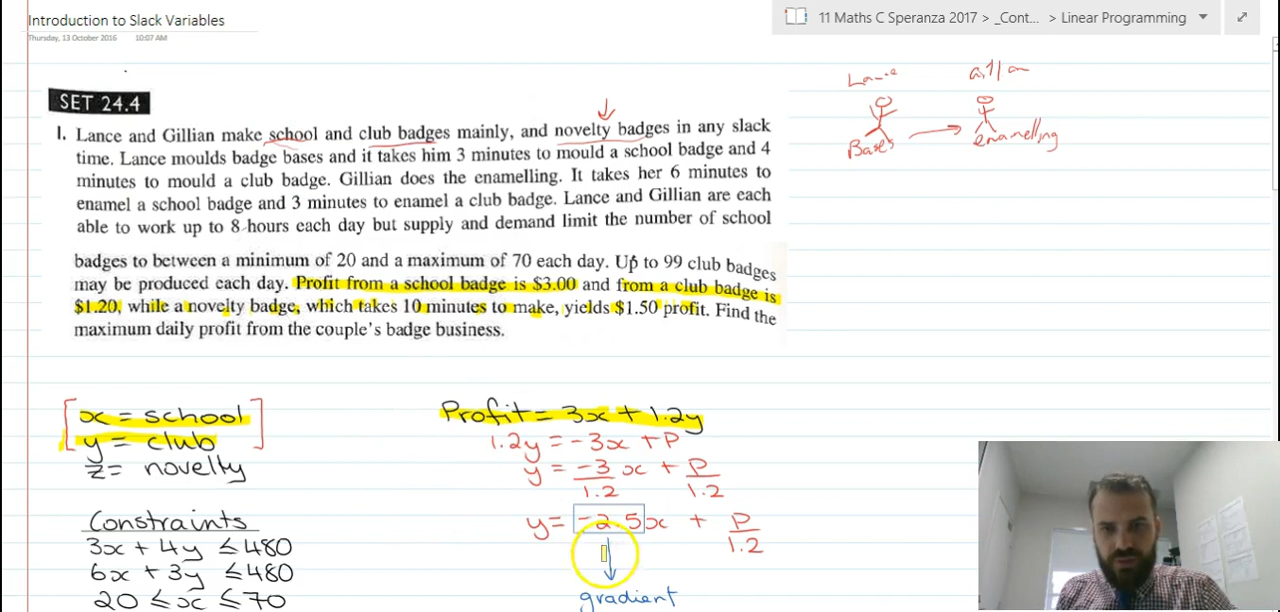 Introduction to Slack Variables
Thursday, 13 October 2016 10:07 AM
11 Maths C Speranza 2017 > _Cont... > Linear Programming
SET 24.4
Lance
Gillian
Bases
enamelling
1. Lance and Gillian make school and club badges mainly, and novelty badges in any slack
time. Lance moulds badge bases and it takes him 3 minutes to mould a school badge and 4
minutes to mould a club badge. Gillian does the enamelling. It takes her 6 minutes to
enamel a school badge and 3 minutes to enamel a club badge. Lance and Gillian are each
able to work up to 8 hours each day but supply and demand limit the number of school
badges to between a minimum of 20 and a maximum of 70 each day. Up to 99 club badges
may be produced each day. Profit from a school badge is $3.00 and from a club badge is
$1.20, while a novelty badge, which takes 10 minutes to make, yields $1.50 profit. Find the
maximum daily profit from the couple's badge business.
x = school
y = club
z = novelty
Constraints
3x + 4y ≤ 480
6x + 3y ≤ 480
20 ≤ x ≤ 70
Profit = 3x + 1.2y
1.2y = -3x + P
y = -3/1.2 x + P/1.2
y = -2.5x + P/1.2
gradient